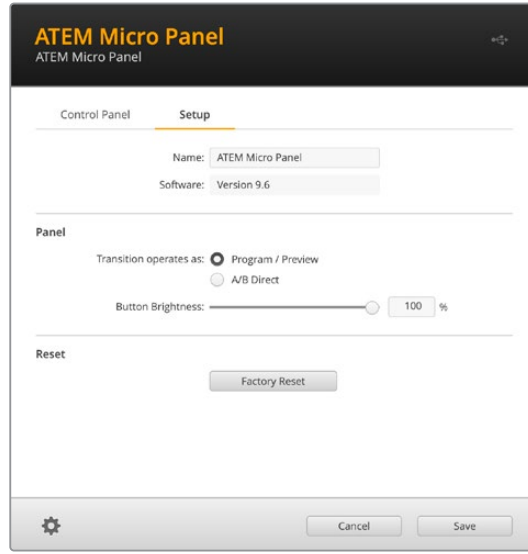 ATEM Micro Panel
ATEM Micro Panel
Control Panel Setup
Name: ATEM Micro Panel
Software: Version 9.6
Panel
Transition operates as: Program / Preview
A/B Direct
Button Brightness: 100 %
Reset
Factory Reset
Cancel Save